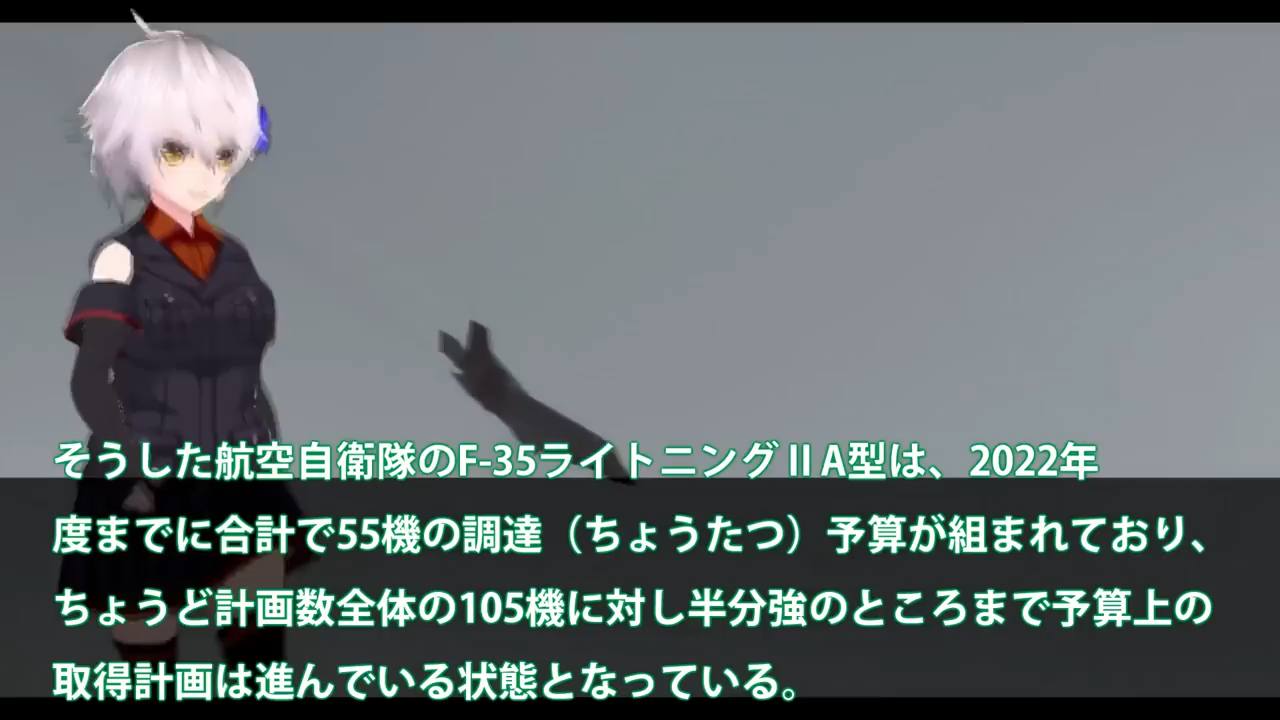 そうした航空自衛隊のF-35ライトニングⅡA型は、2022年
度までに合計で55機の調達（ちょうたつ）予算が組まれており、
ちょうど計画数全体の105機に対し半分強のところまで予算上の
取得計画は進んでいる状態となっている。